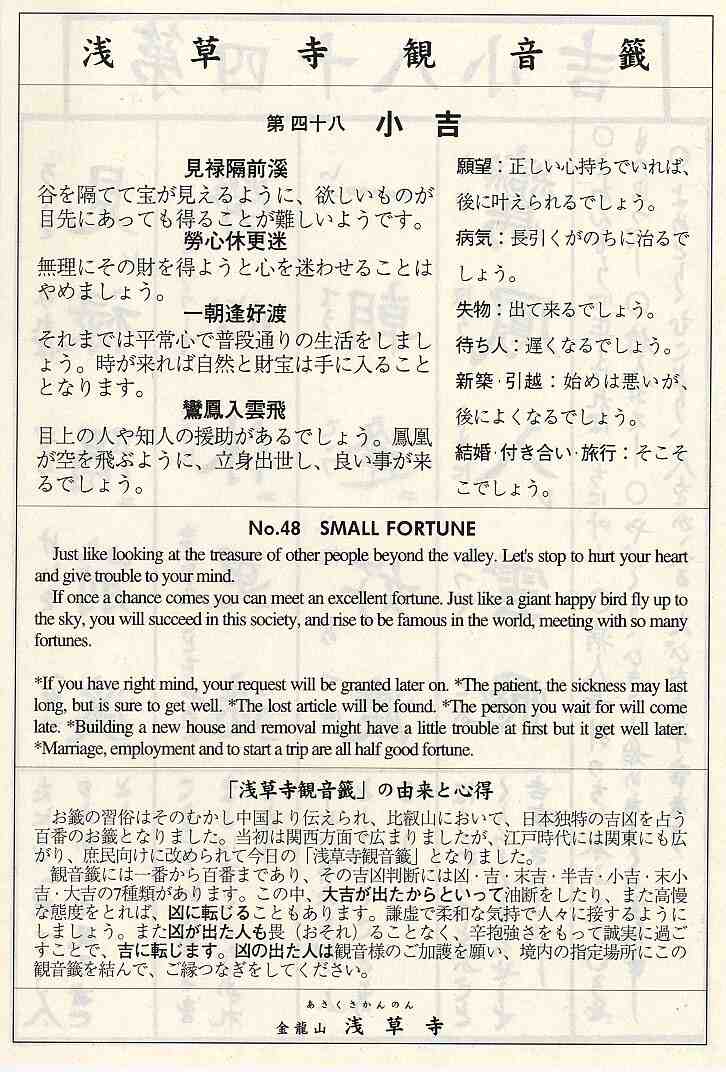 浅草寺観音籤
第四十八 小吉
見禄隔前溪
谷を隔てて宝が見えるように、欲しいものが
目先にあっても得ることが難しいようです。
勞心休更迷
無理にその財を得ようと心を迷わせることは
やめましょう。
一朝逢好渡
それまでは平常心で普段通りの生活をしまし
ょう。時が来れば自然と財宝は手に入ること
となります。
鸞鳳入雲飛
目上の人や知人の援助があるでしょう。鳳凰
が空を飛ぶように、立身出世し、良い事が来
るでしょう。
願望：正しい心持ちでいれば、
後に叶えられるでしょう。
病気：長引くがのちに治るで
しょう。
失物：出て来るでしょう。
待ち人：遅くなるでしょう。
新築・引越：始めは悪いが、
後によくなるでしょう。
結婚・付き合い・旅行：そこそ
こでしょう。
No.48 SMALL FORTUNE
Just like looking at the treasure of other people beyond the valley. Let's stop to hurt your heart
and give trouble to your mind.
If once a chance comes you can meet an excellent fortune. Just like a giant happy bird fly up to
the sky, you will succeed in this society, and rise to be famous in the world, meeting with so many
fortunes.
*If you have right mind, your request will be granted later on. *The patient, the sickness may last
long, but is sure to get well. *The lost article will be found. *The person you wait for will come
late. *Building a new house and removal might have a little trouble at first but it get well later.
*Marriage, employment and to start a trip are all half good fortune.
「浅草寺観音籤」の由来と心得
お籤の習俗はそのむかし中国より伝えられ、比叡山において、日本独特の吉凶を占う
百番のお籤となりました。当初は関西方面で広まりましたが、江戸時代には関東にも広
がり、庶民向けに改められて今日の「浅草寺観音籤」となりました。
観音籤には一番から百番まであり、その吉凶判断には凶・吉・末吉・半吉・小吉・末小
吉・大吉の7種類があります。この中、大吉が出たからといって油断をしたり、また高慢
な態度をとれば、凶に転じることもあります。謙虚で柔和な気持で人々に接するように
しましょう。また凶が出た人も畏（おそれ）ることなく、辛抱強さをもって誠実に過ご
すことで、吉に転じます。凶の出た人は観音様のご加護を願い、境内の指定場所にこの
観音籤を結んで、ご縁つなぎをしてください。
あさくさかんのん
金龍山 浅草寺